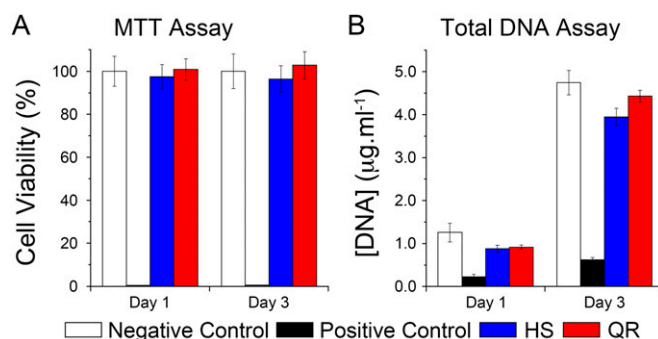 A
MTT Assay
Cell Viability (%)
100
80
60
40
20
0
Day 1
Day 3
B
Total DNA Assay
[DNA] (µg.ml⁻¹)
5.0
4.0
3.0
2.0
1.0
0.0
Day 1
Day 3
Negative Control
Positive Control
HS
QR